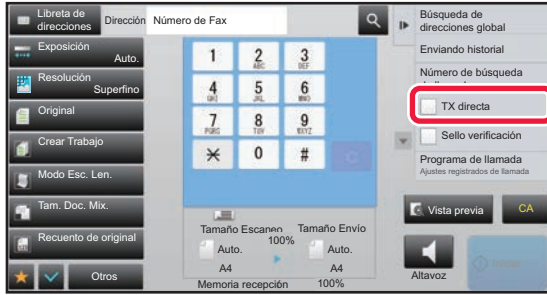 Libreta de
direcciones
Dirección
Número de Fax
Exposición
Auto.
Resolución
Superfino
Original
Crear Trabajo
Modo Esc. Len.
Tam. Doc. Mix.
Recuento de original
Otros
1
2
ABC
3
DEF
4
GHI
5
JKL
6
MNO
7
PQRS
8
TUV
9
WXYZ
0
#
C
Tamaño Escaneo
Tamaño Envío
100%
Auto.
Auto.
A4
A4
Memoria recepción
100%
Búsqueda de
direcciones global
Enviando historial
Número de búsqueda
TX directa
Sello verificación
Programa de llamada
Ajustes registrados de llamada
Vista previa
CA
Altavoz